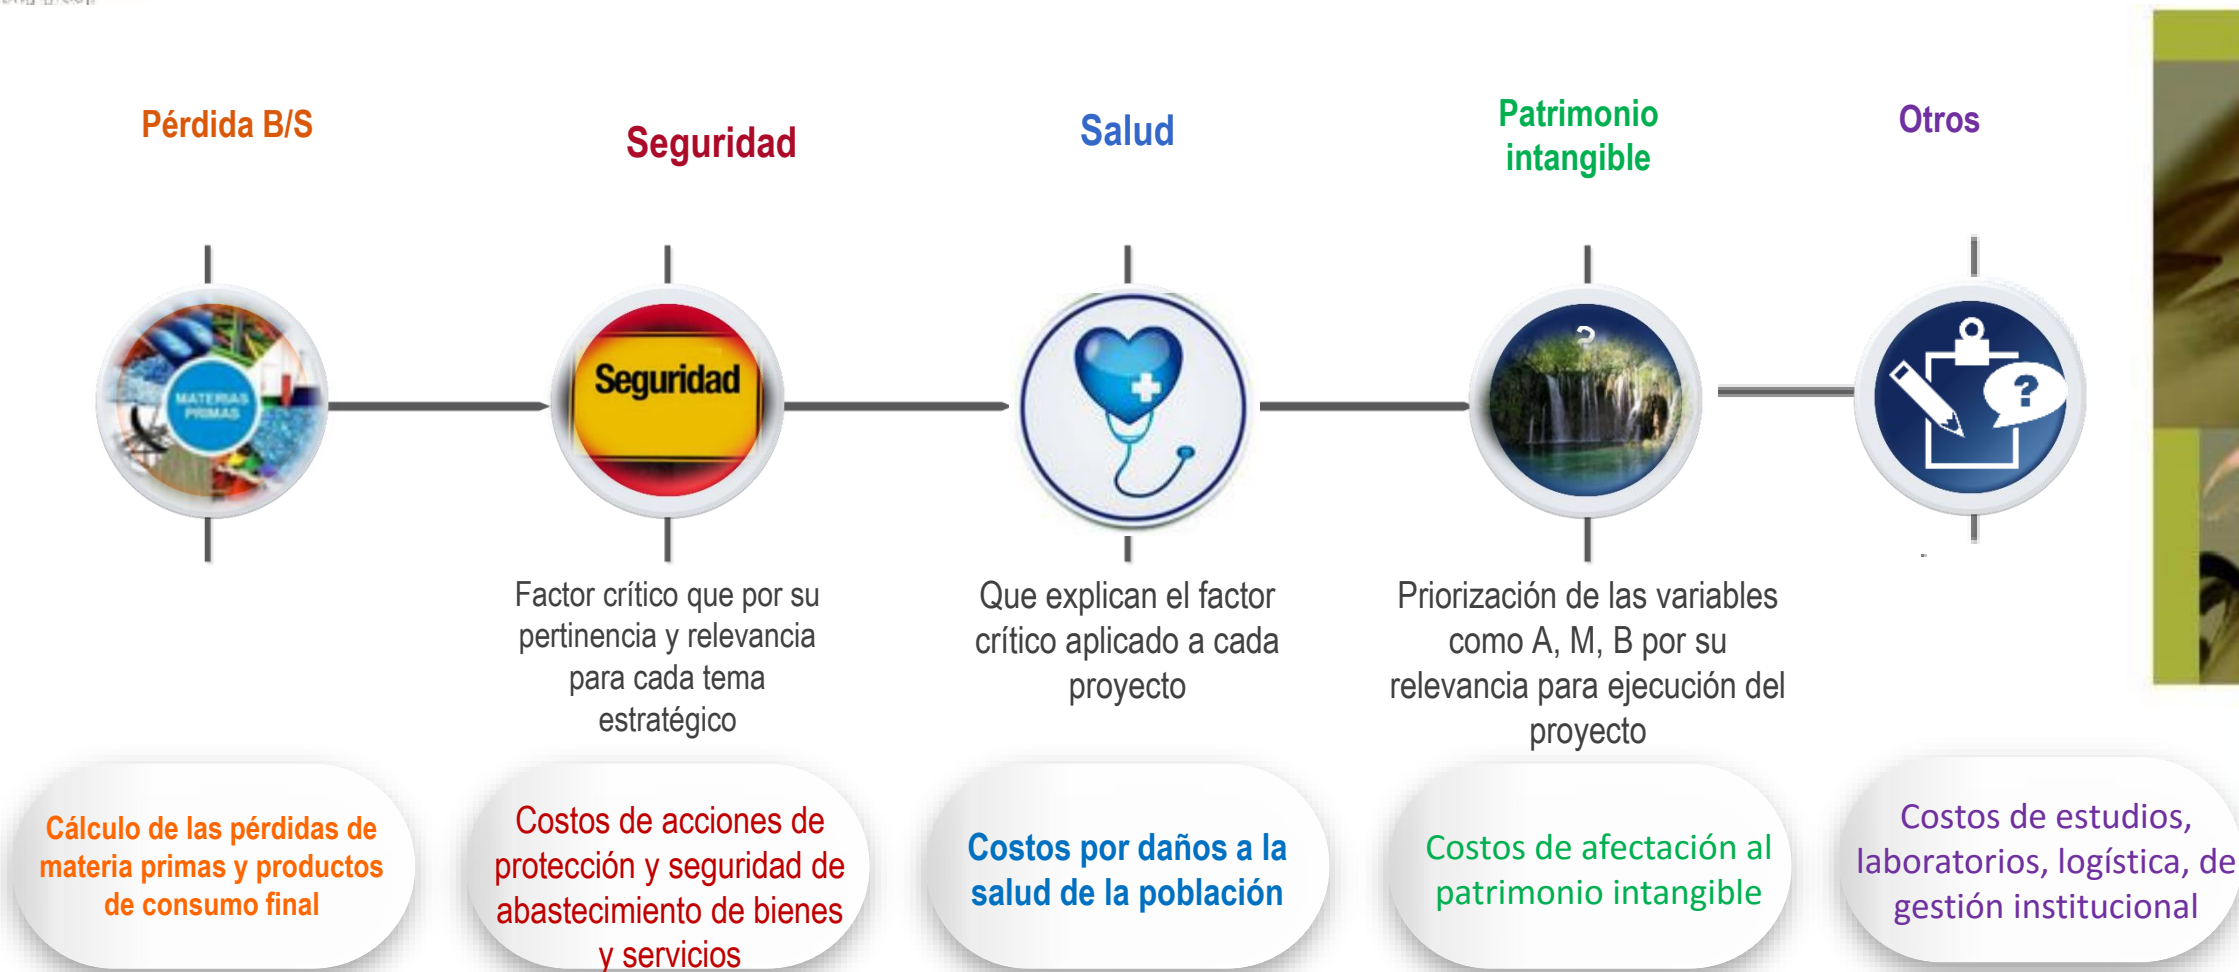 Pérdida B/S
Seguridad
Salud
Patrimonio
intangible
Otros
MATERIAS
PRIMAS
Seguridad
?
Factor crítico que por su
pertinencia y relevancia
para cada tema
estratégico
Que explican el factor
crítico aplicado a cada
proyecto
Priorización de las variables
como A, M, B por su
relevancia para ejecución del
proyecto
Cálculo de las pérdidas de
materia primas y productos
de consumo final
Costos de acciones de
protección y seguridad de
abastecimiento de bienes
y servicios
Costos por daños a la
salud de la población
Costos de afectación al
patrimonio intangible
Costos de estudios,
laboratorios, logística, de
gestión institucional